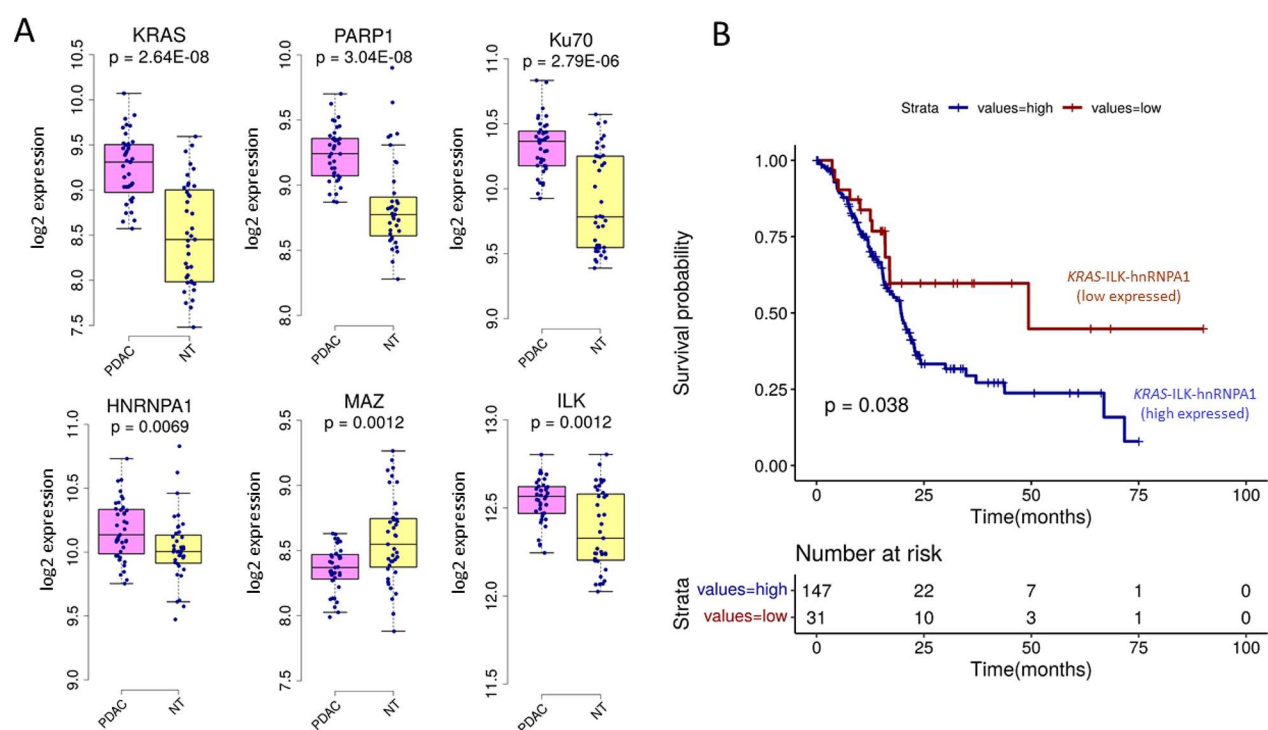 A
KRAS
p = 2.64E-08
log2 expression
10.5
10.0
9.5
9.0
8.5
8.0
7.5
PDAC
NT
PARP1
p = 3.04E-08
log2 expression
10.0
9.5
9.0
8.5
8.0
PDAC
NT
Ku70
p = 2.79E-06
log2 expression
11.0
10.5
10.0
9.5
9.0
PDAC
NT
HNRNPA1
p = 0.0069
log2 expression
11.0
10.5
10.0
9.5
9.0
PDAC
NT
MAZ
p = 0.0012
log2 expression
9.5
9.0
8.5
8.0
7.5
PDAC
NT
ILK
p = 0.0012
log2 expression
13.0
12.5
12.0
11.5
PDAC
NT
B
Strata values=high values=low
Survival probability
1.00
0.75
0.50
0.25
0.00
KRAS-ILK-hnRNPA1
(low expressed)
KRAS-ILK-hnRNPA1
(high expressed)
p = 0.038
0 25 50 75 100
Time(months)
Number at risk
Strata
values=high 147 22 7 1 0
values=low 31 10 3 1 0
0 25 50 75 100
Time(months)